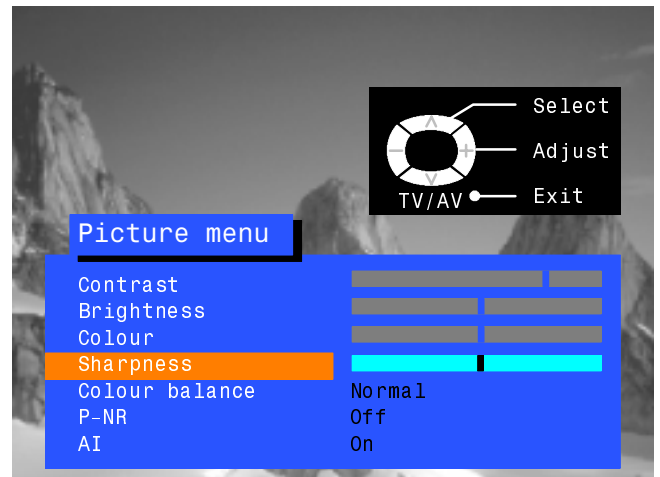 Select
Adjust
TV/AV Exit
Picture menu
Contrast
Brightness
Colour
Sharpness
Colour balance Normal
P-NR Off
AI On